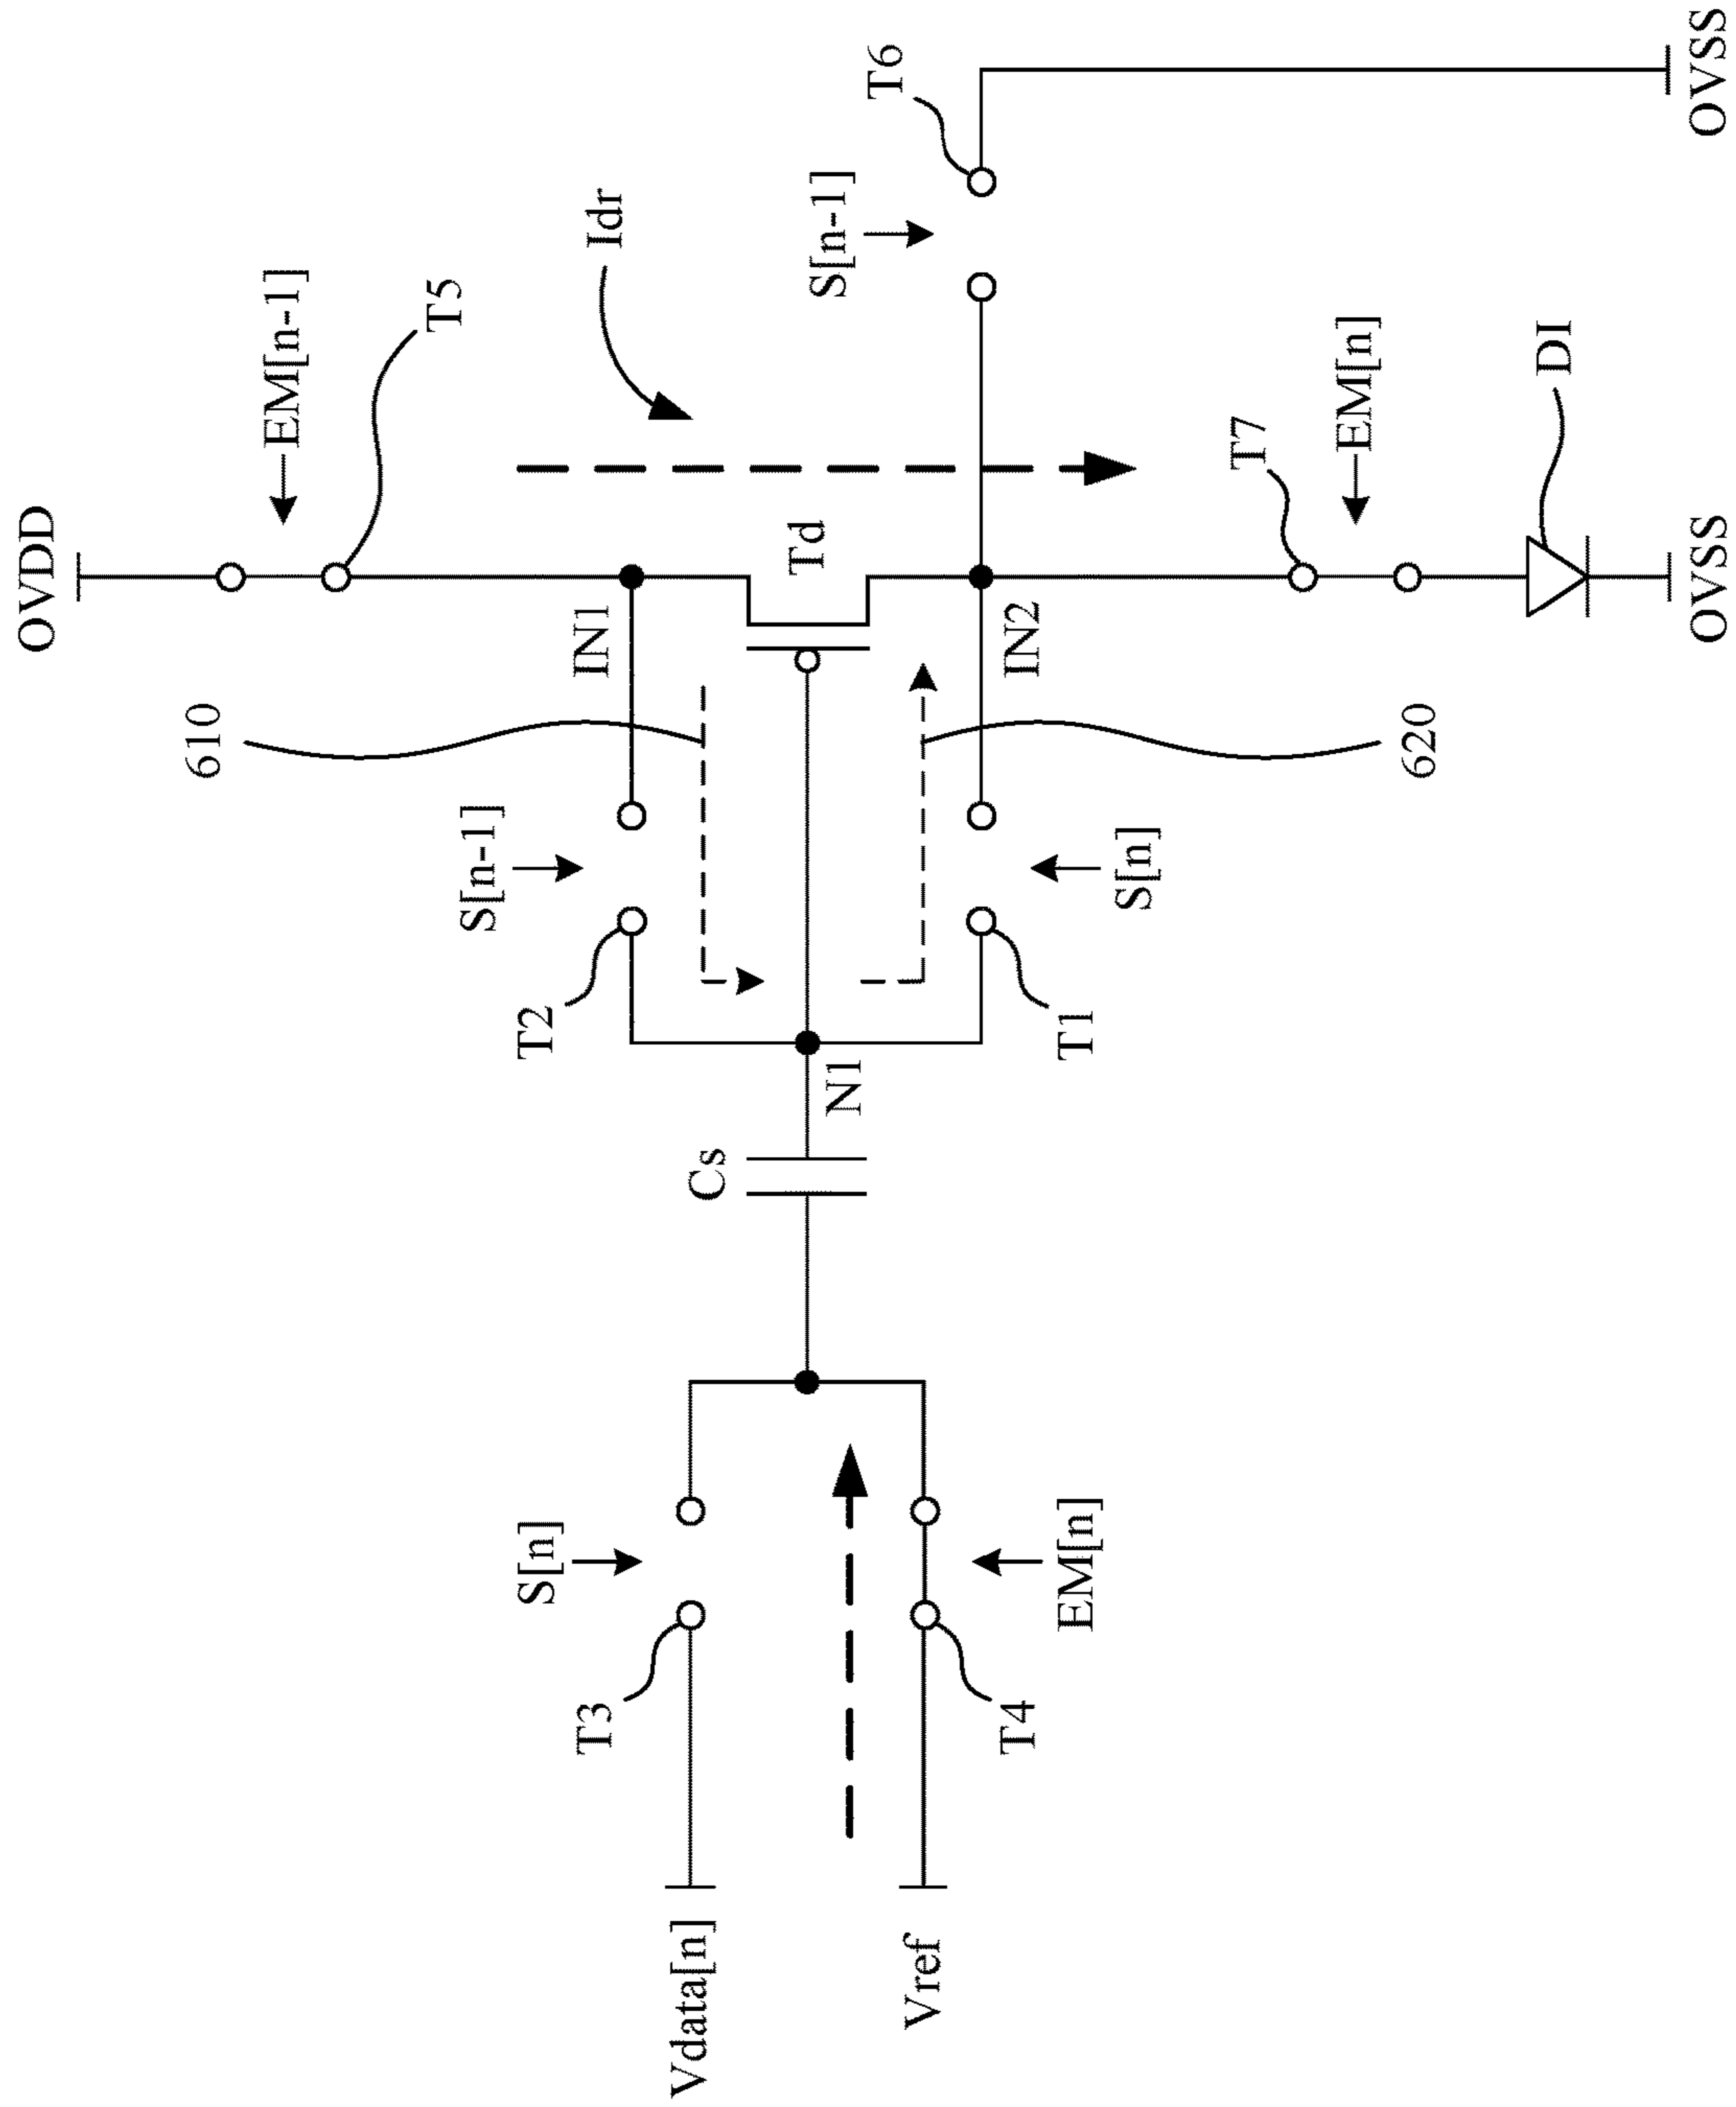 OVDD
EM[n-1]
T5
Idr
T6
S[n-1]
610
IN1
Td
S[n-1]
T2
Cs
N1
IN2
T7
EM[n]
DI
620
S[n]
T1
S[n]
T3
Vdata[n]
Vref
T4
EM[n]
OVSS
OVSS